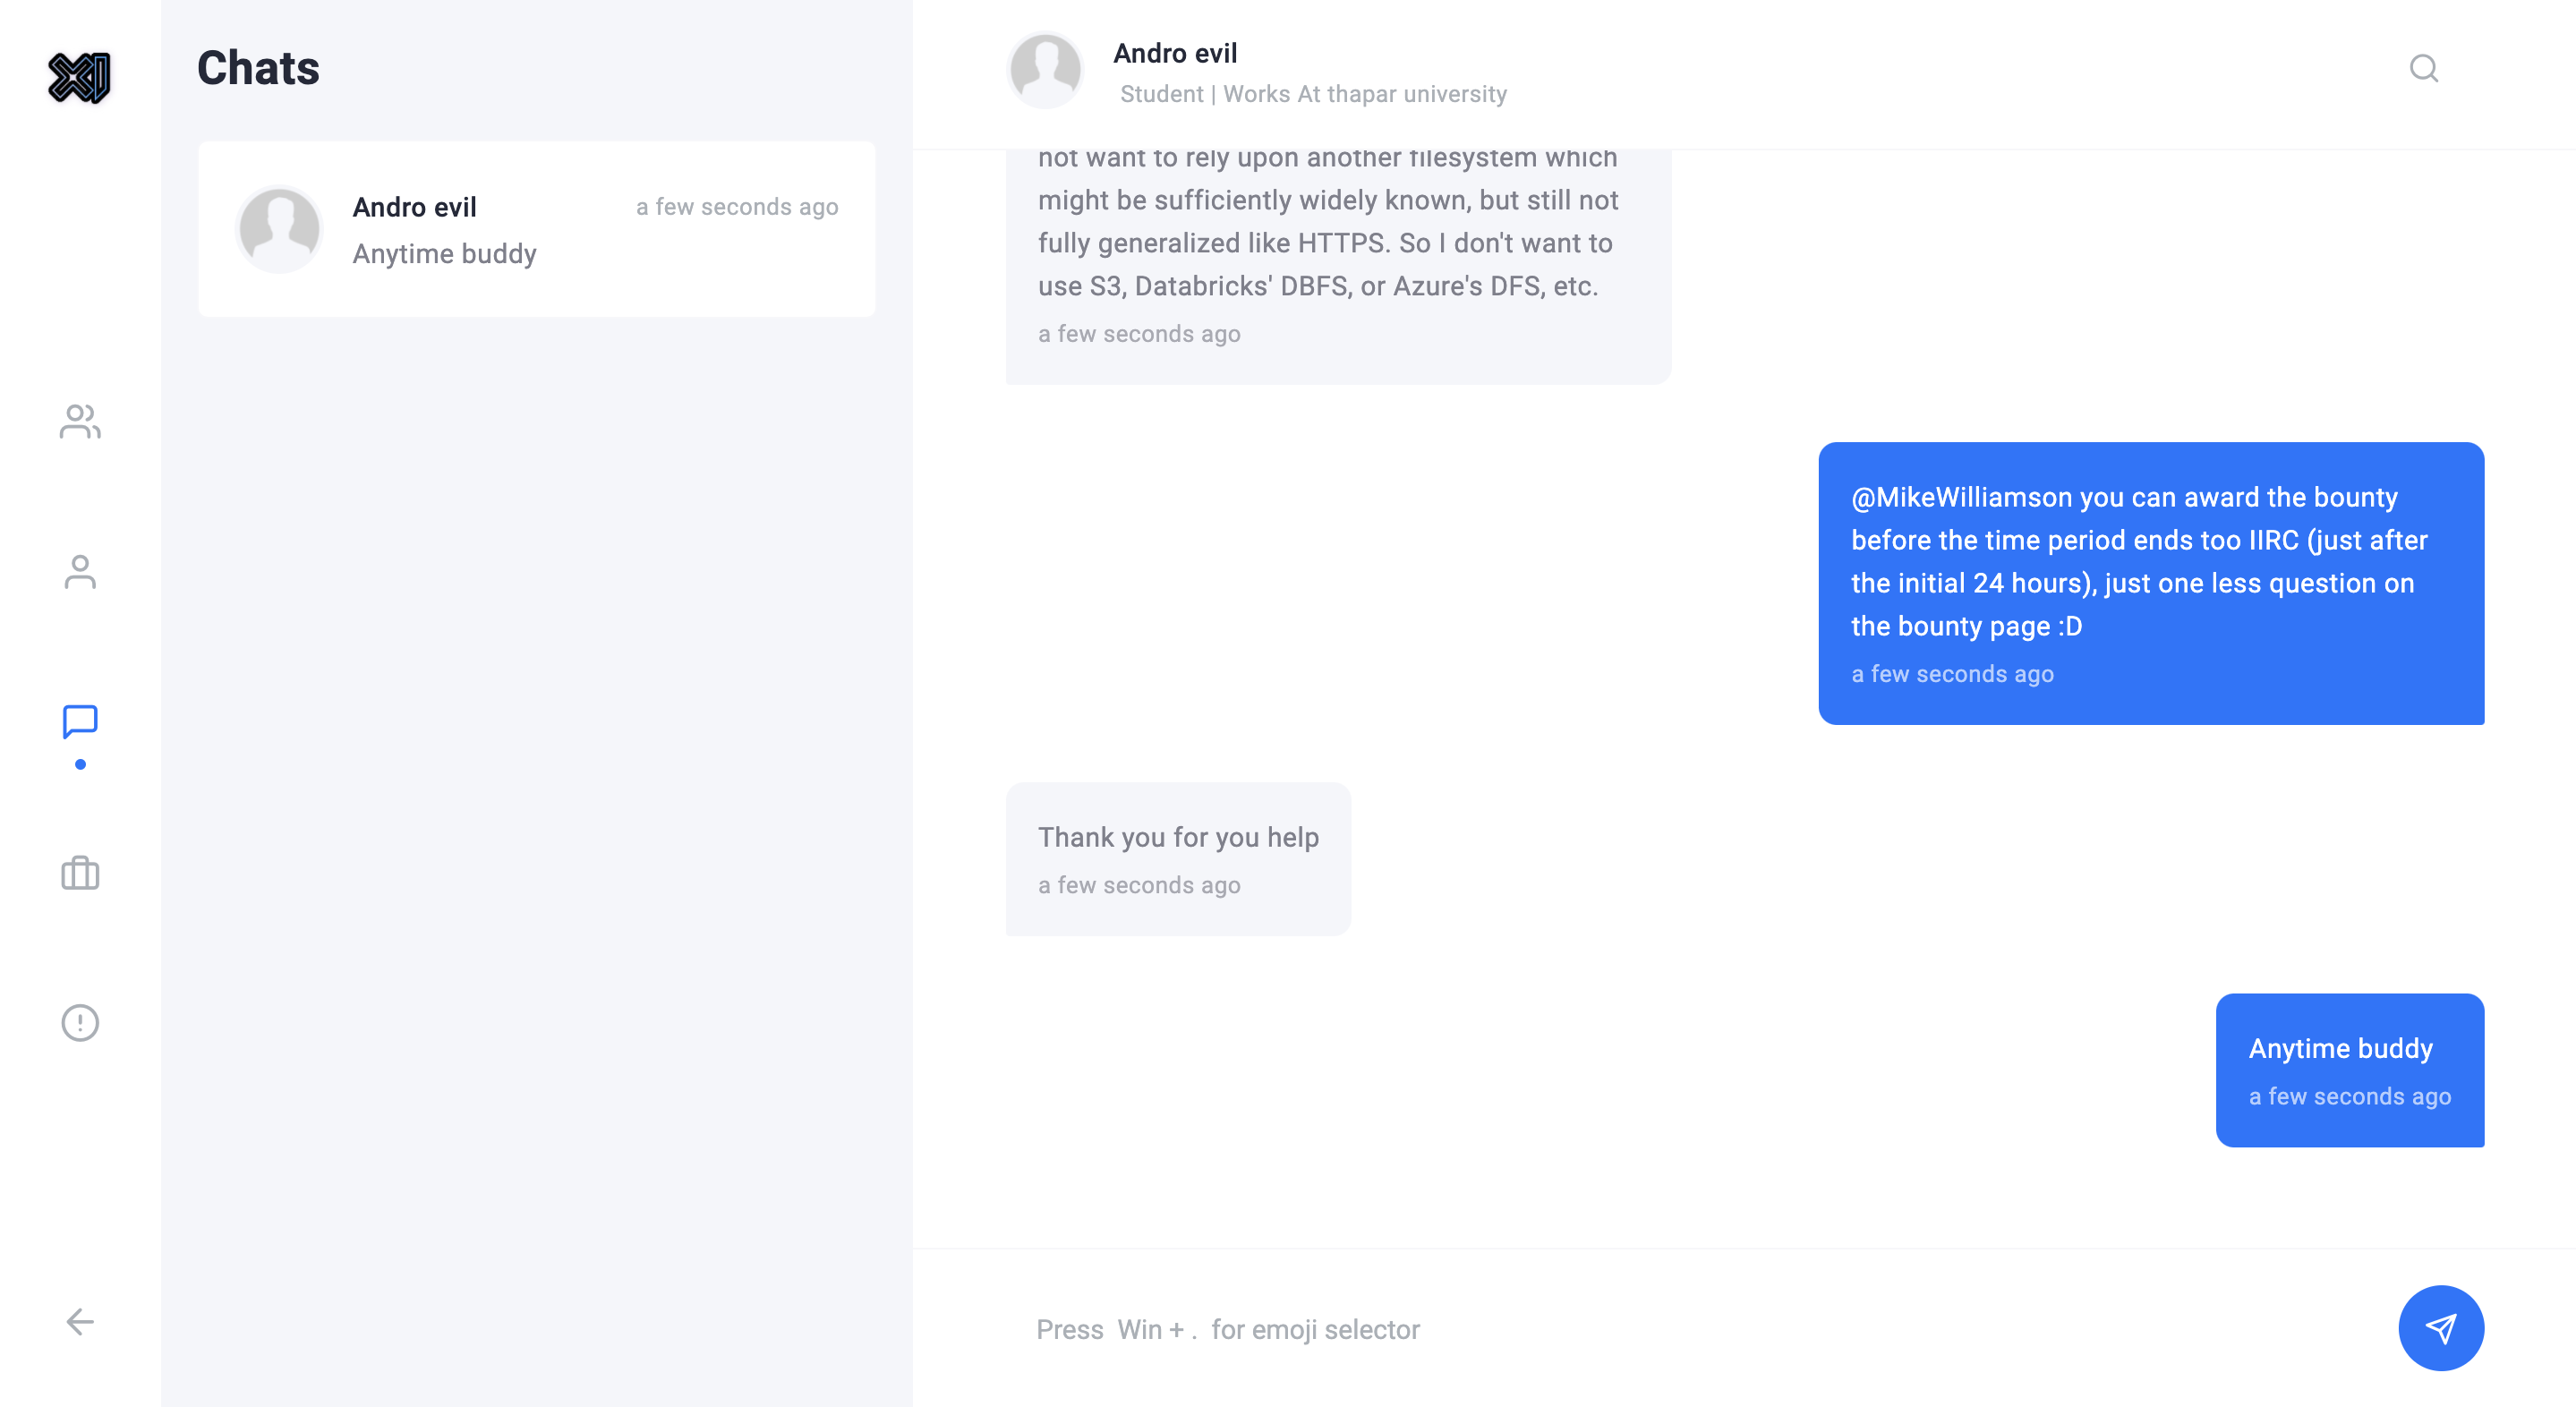 Chats
Andro evil
a few seconds ago
Anytime buddy
Andro evil
Student | Works At thapar university
not want to rely upon another filesystem which
might be sufficiently widely known, but still not
fully generalized like HTTPS. So I don't want to
use S3, Databricks' DBFS, or Azure's DFS, etc.
a few seconds ago
@MikeWilliamson you can award the bounty
before the time period ends too IIRC (just after
the initial 24 hours), just one less question on
the bounty page :D
a few seconds ago
Thank you for you help
a few seconds ago
Anytime buddy
a few seconds ago
Press Win + . for emoji selector